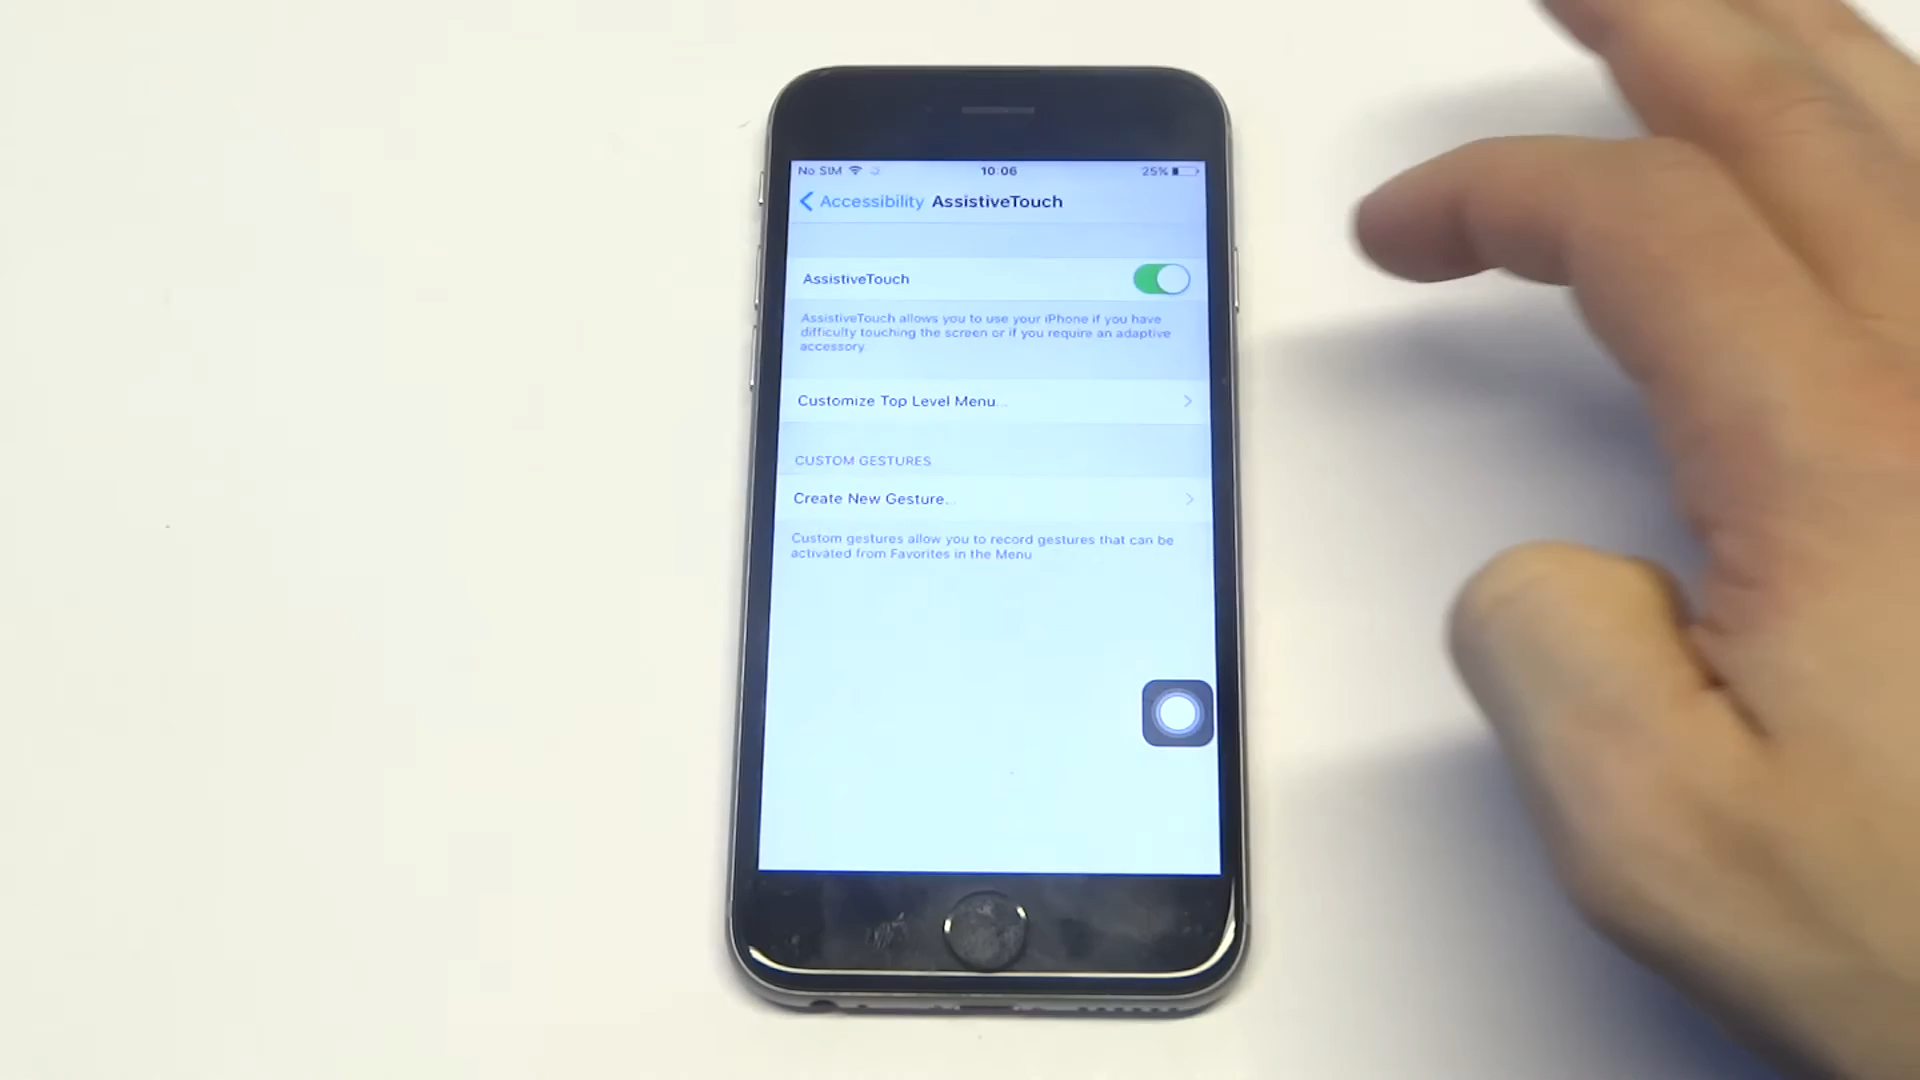 No SIM 10:06 25%
Accessibility AssistiveTouch
AssistiveTouch
AssistiveTouch allows you to use your iPhone if you have
difficulty touching the screen or if you require an adaptive
accessory.
Customize Top Level Menu...
CUSTOM GESTURES
Create New Gesture...
Custom gestures allow you to record gestures that can be
activated from Favorites in the Menu.